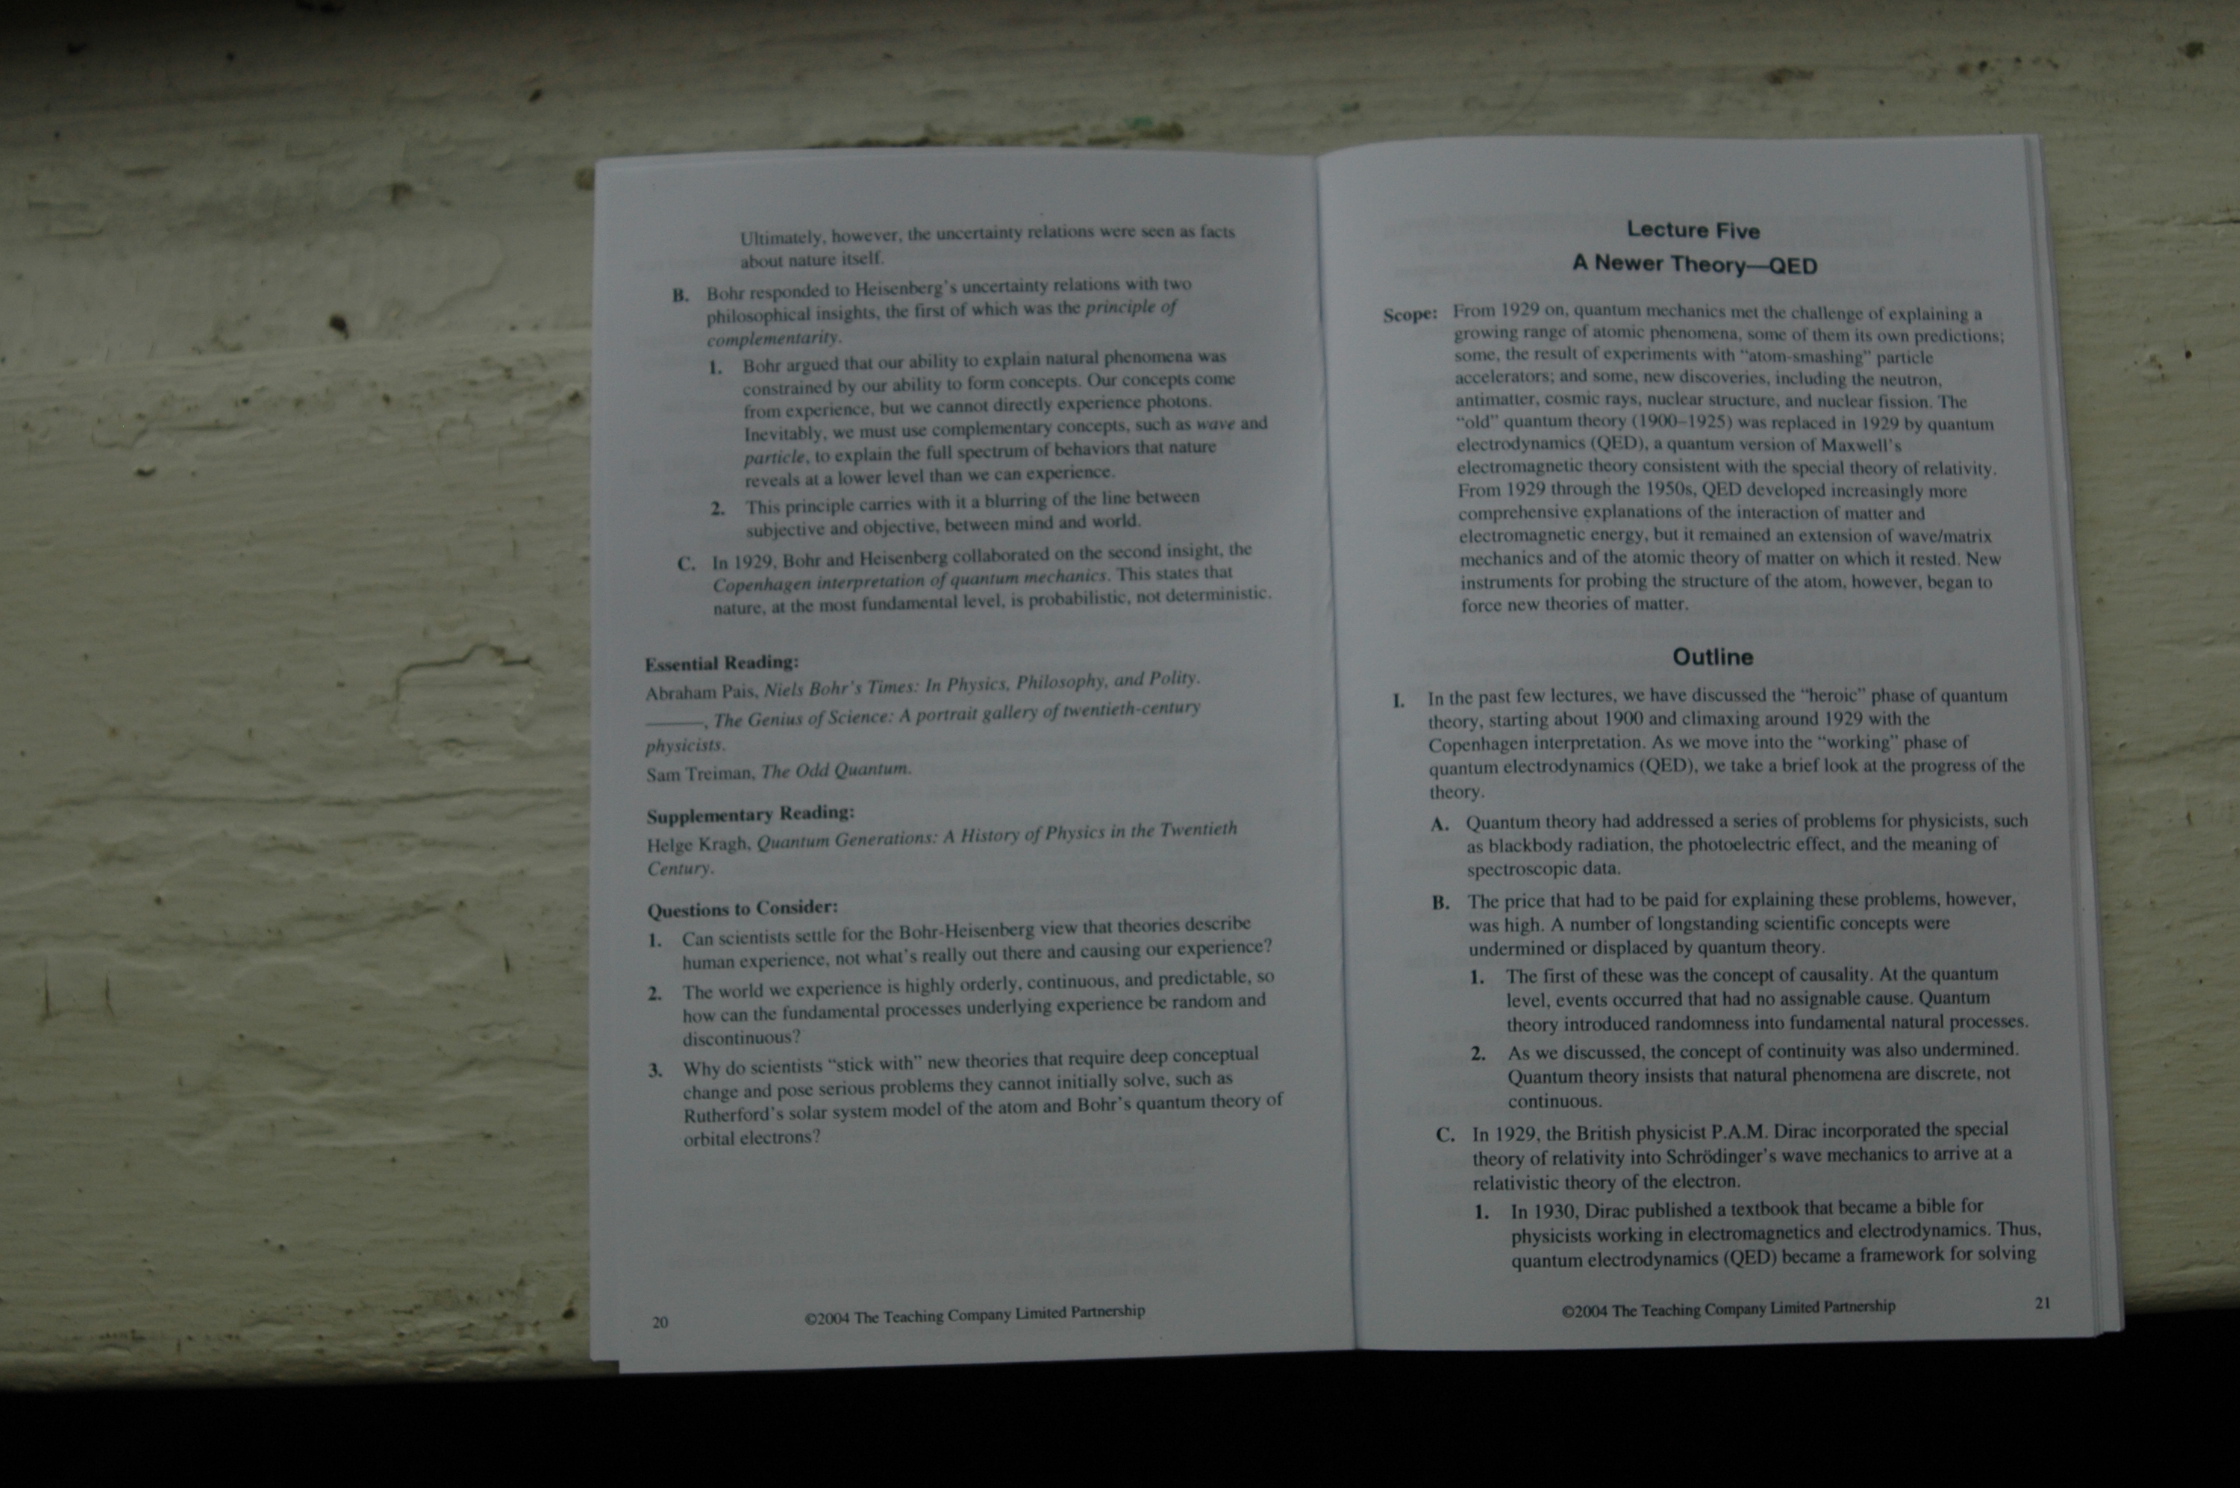 Ultimately, however, the uncertainty relations were seen as facts
about nature itself.
B. Bohr responded to Heisenberg's uncertainty relations with two
philosophical insights, the first of which was the principle of
complementarity.
1. Bohr argued that our ability to explain natural phenomena was
constrained by our ability to form concepts. Our concepts come
from experience, but we cannot directly experience photons.
Inevitably, we must use complementary concepts, such as wave and
particle, to explain the full spectrum of behaviors that nature
reveals at a lower level than we can experience.
2. This principle carries with it a blurring of the line between
subjective and objective, between mind and world.
C. In 1929, Bohr and Heisenberg collaborated on the second insight, the
Copenhagen interpretation of quantum mechanics. This states that
nature, at the most fundamental level, is probabilistic, not deterministic.
Essential Reading:
Abraham Pais, Niels Bohr's Times: In Physics, Philosophy, and Polity.
______, The Genius of Science: A portrait gallery of twentieth-century
physicists.
Sam Treiman, The Odd Quantum.
Supplementary Reading:
Helge Kragh, Quantum Generations: A History of Physics in the Twentieth
Century.
Questions to Consider:
1. Can scientists settle for the Bohr-Heisenberg view that theories describe
human experience, not what's really out there and causing our experience?
2. The world we experience is highly orderly, continuous, and predictable, so
how can the fundamental processes underlying experience be random and
discontinuous?
3. Why do scientists “stick with” new theories that require deep conceptual
change and pose serious problems they cannot initially solve, such as
Rutherford's solar system model of the atom and Bohr's quantum theory of
orbital electrons?
20 ©2004 The Teaching Company Limited Partnership
Lecture Five
A Newer Theory—QED
Scope: From 1929 on, quantum mechanics met the challenge of explaining a
growing range of atomic phenomena, some of them its own predictions;
some, the result of experiments with “atom-smashing” particle
accelerators; and some, new discoveries, including the neutron,
antimatter, cosmic rays, nuclear structure, and nuclear fission. The
“old” quantum theory (1900–1925) was replaced in 1929 by quantum
electrodynamics (QED), a quantum version of Maxwell's
electromagnetic theory consistent with the special theory of relativity.
From 1929 through the 1950s, QED developed increasingly more
comprehensive explanations of the interaction of matter and
electromagnetic energy, but it remained an extension of wave/matrix
mechanics and of the atomic theory of matter on which it rested. New
instruments for probing the structure of the atom, however, began to
force new theories of matter.
Outline
I. In the past few lectures, we have discussed the “heroic” phase of quantum
theory, starting about 1900 and climaxing around 1929 with the
Copenhagen interpretation. As we move into the “working” phase of
quantum electrodynamics (QED), we take a brief look at the progress of the
theory.
A. Quantum theory had addressed a series of problems for physicists, such
as blackbody radiation, the photoelectric effect, and the meaning of
spectroscopic data.
B. The price that had to be paid for explaining these problems, however,
was high. A number of longstanding scientific concepts were
undermined or displaced by quantum theory.
1. The first of these was the concept of causality. At the quantum
level, events occurred that had no assignable cause. Quantum
theory introduced randomness into fundamental natural processes.
2. As we discussed, the concept of continuity was also undermined.
Quantum theory insists that natural phenomena are discrete, not
continuous.
C. In 1929, the British physicist P.A.M. Dirac incorporated the special
theory of relativity into Schrödinger's wave mechanics to arrive at a
relativistic theory of the electron.
1. In 1930, Dirac published a textbook that became a bible for
physicists working in electromagnetics and electrodynamics. Thus,
quantum electrodynamics (QED) became a framework for solving
©2004 The Teaching Company Limited Partnership 21